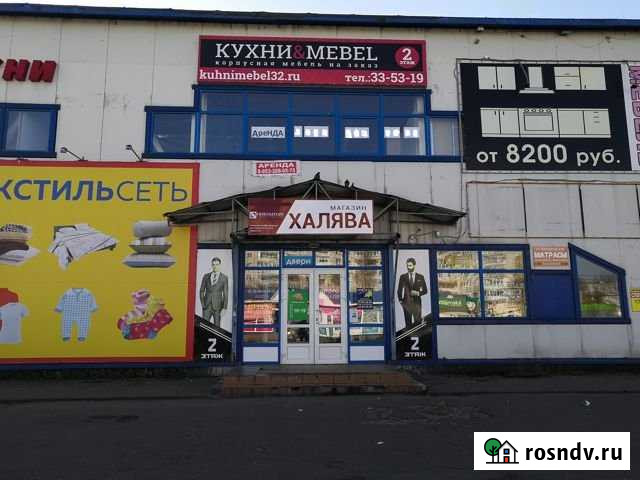 КУХНИ&MEBEL
корпусная мебель на заказ
2
этаж
kuhnimebel32.ru
тел.:33-53-19
НИ
от 8200 руб.
Аренда
АРЕНДА
КСТИЛЬСЕТЬ
МАГАЗИН
ХАЛЯВА
двери
МАТРАСЫ
2
ЭТАЖ
2
ЭТАЖ
rosndv.ru